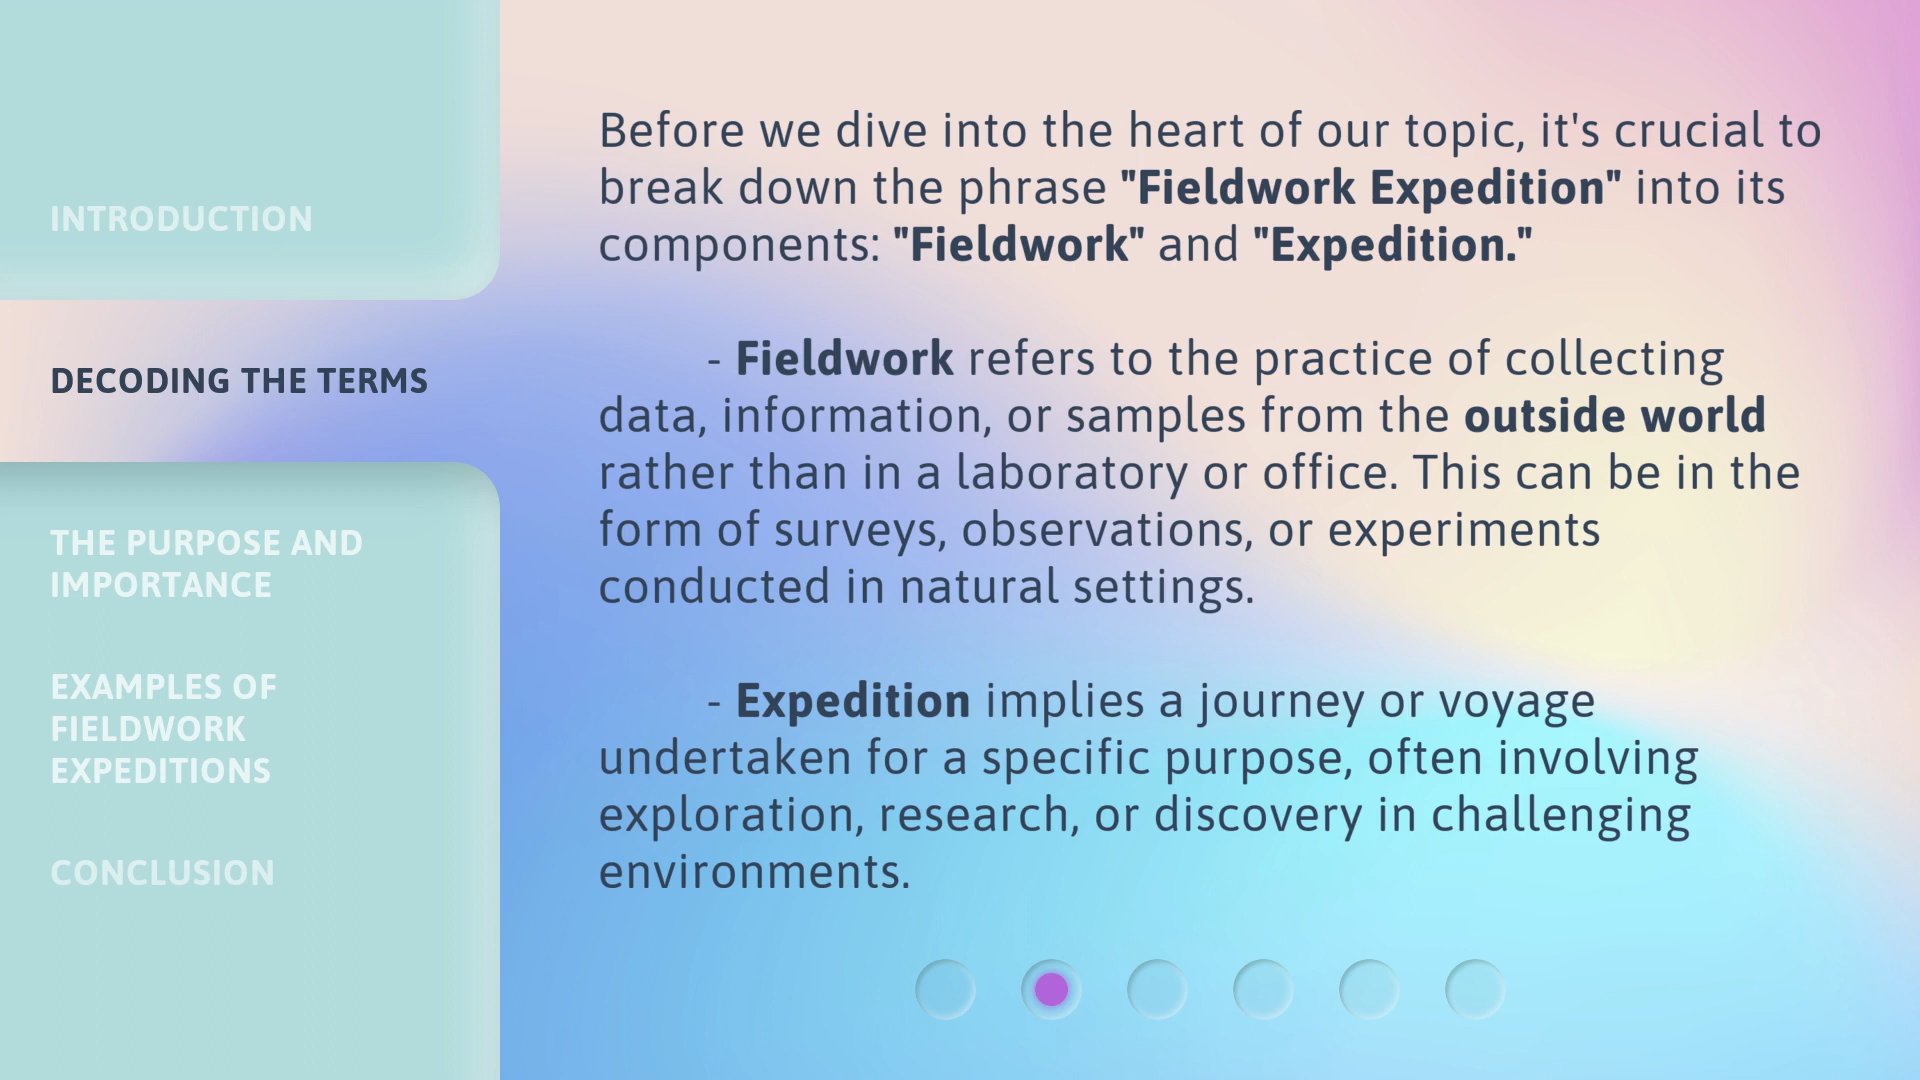 INTRODUCTION
DECODING THE TERMS
THE PURPOSE AND
IMPORTANCE
EXAMPLES OF
FIELDWORK
EXPEDITIONS
CONCLUSION
Before we dive into the heart of our topic, it's crucial to
break down the phrase "Fieldwork Expedition" into its
components: "Fieldwork" and "Expedition."
- Fieldwork refers to the practice of collecting
data, information, or samples from the outside world
rather than in a laboratory or office. This can be in the
form of surveys, observations, or experiments
conducted in natural settings.
- Expedition implies a journey or voyage
undertaken for a specific purpose, often involving
exploration, research, or discovery in challenging
environments.